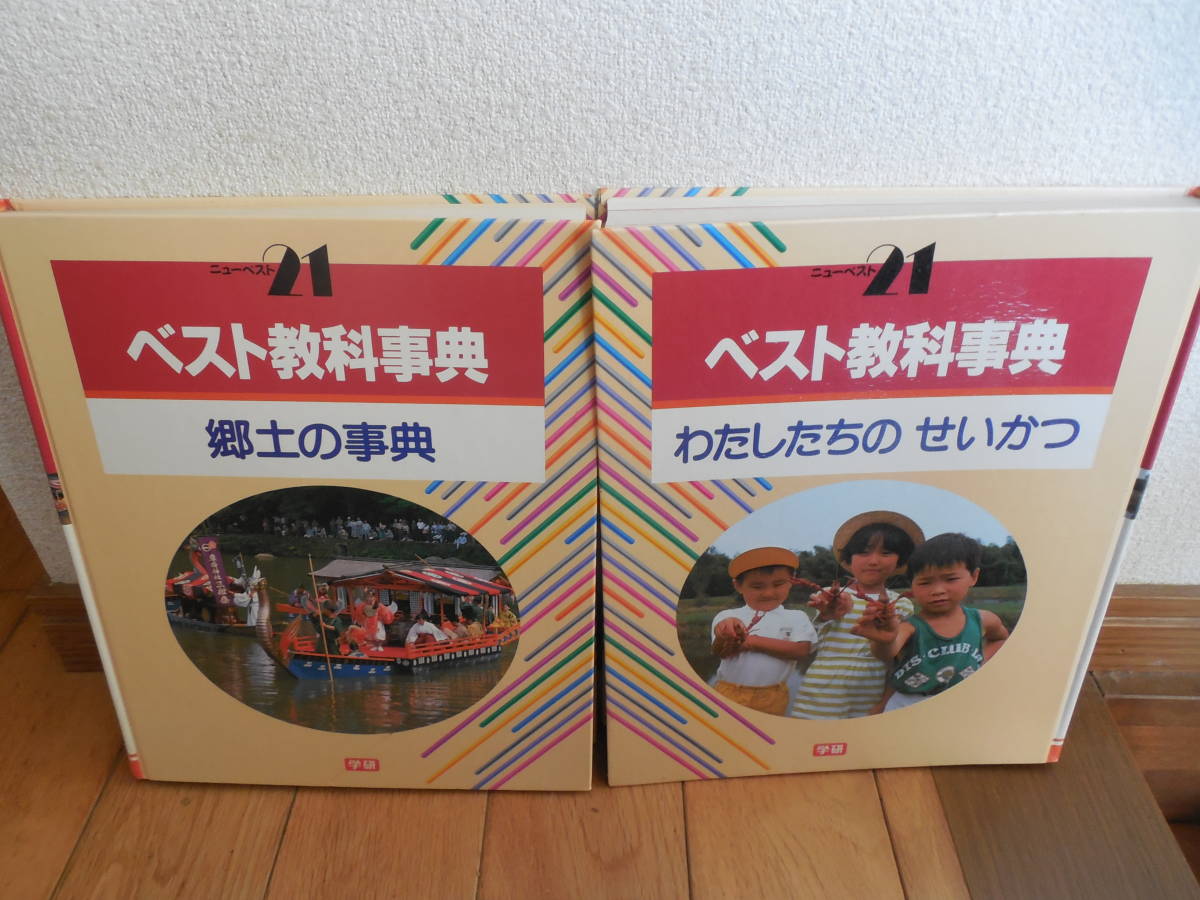 ニューベスト21
ベスト教科事典
郷土の事典
学研
ニューベスト21
ベスト教科事典
わたしたちの せいかつ
学研